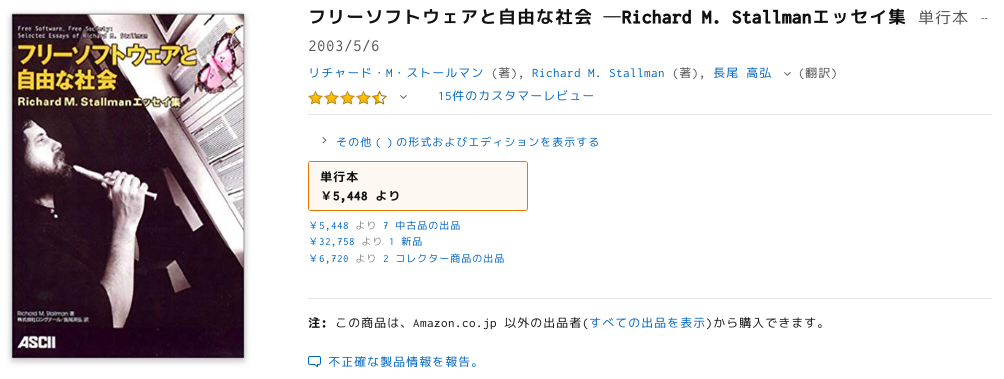 Free Software, Free Society:
Selected Essays of Richard M. Stallman
フリーソフトウェアと
自由な社会
Richard M. Stallmanエッセイ集
Richard M. Stallman 著
株式会社ロングテール/長尾高弘 訳
ASCII
フリーソフトウェアと自由な社会 ―Richard M. Stallmanエッセイ集 単行本 –
2003/5/6
リチャード・M・ストールマン (著), Richard M. Stallman (著), 長尾 高弘 (翻訳)
15件のカスタマーレビュー
その他 ( ) の形式およびエディションを表示する
単行本
￥5,448 より
￥5,448 より 7 中古品の出品
￥32,758 より 1 新品
￥6,720 より 2 コレクター商品の出品
注: この商品は、Amazon.co.jp 以外の出品者(すべての出品を表示)から購入できます。
不正確な製品情報を報告。